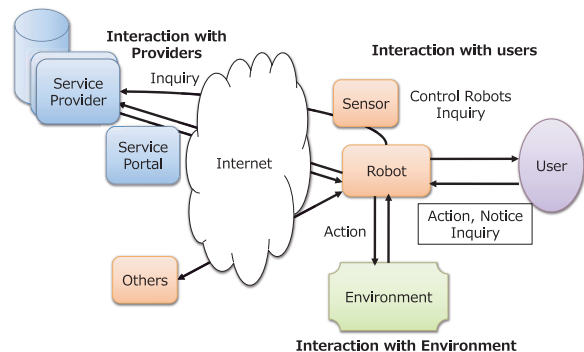 Interaction with
Providers
Interaction with users
Inquiry
Service
Provider
Sensor
Control Robots
Inquiry
Service
Portal
Internet
Robot
User
Action
Action, Notice
Inquiry
Others
Environment
Interaction with Environment